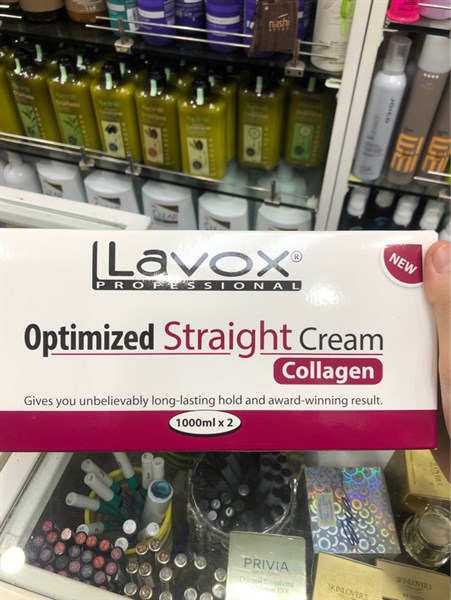 Lavox®
PROFESSIONAL
NEW
Optimized Straight Cream
Collagen
Gives you unbelievably long-lasting hold and award-winning result.
1000ml x 2
PRIVIA
SKINLOVER'S